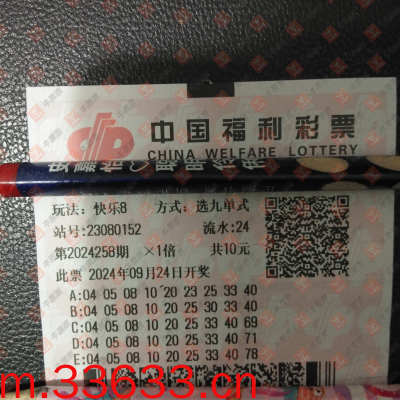 中国福利彩票
CHINA WELFARE LOTTERY
玩法：快乐8 方式：选九单式
站号:23080152 流水:24
第2024258期 ×1倍 共10元
此票 2024年09月24日开奖
A:04 05 08 10 20 23 25 33 40
B:04 05 08 10 20 25 30 33 40
C:04 05 08 10 20 25 33 40 69
D:04 05 08 10 20 25 33 40 71
E:04 05 08 10 20 25 33 40 78
m.33633.cn